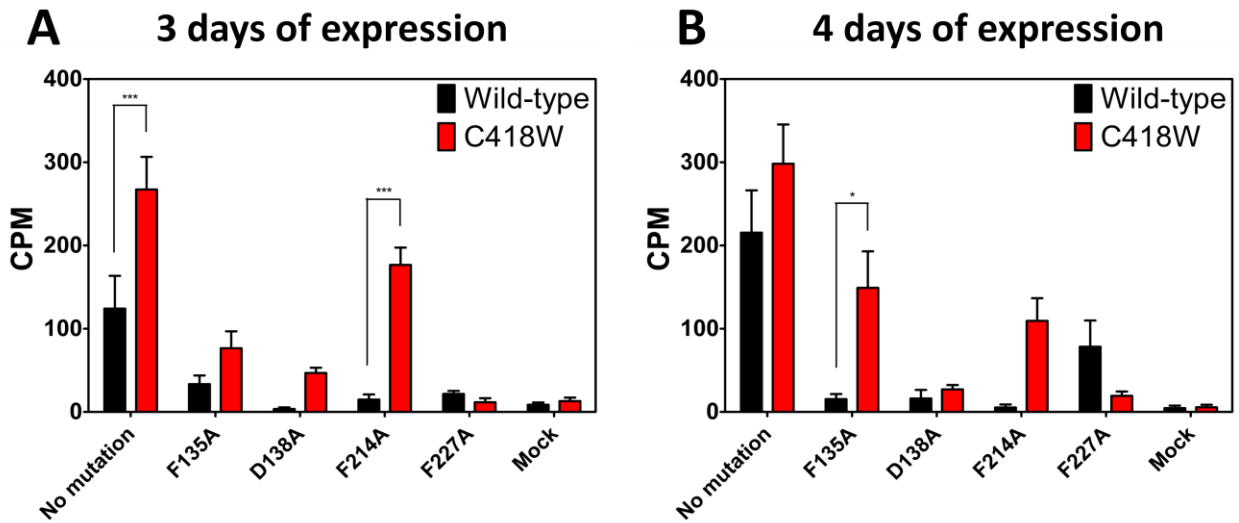 A 3 days of expression
400
300
200
100
0
CPM
***
***
Wild-type
C418W
No mutation
F135A
D138A
F214A
F227A
Mock
B 4 days of expression
400
300
200
100
0
CPM
*
Wild-type
C418W
No mutation
F135A
D138A
F214A
F227A
Mock